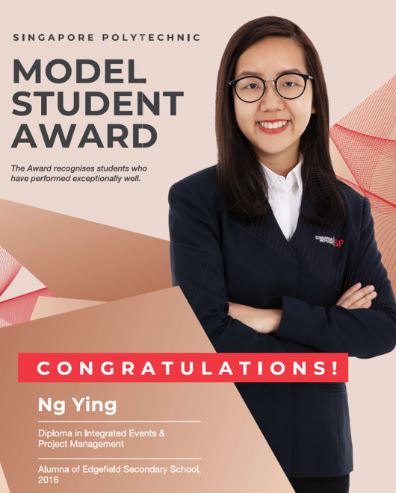 SINGAPORE POLYTECHNIC
MODEL
STUDENT
AWARD
The Award recognises students who
have performed exceptionally well.
SP
CONGRATULATIONS!
Ng Ying
Diploma in Integrated Events &
Project Management
Alumna of Edgefield Secondary School,
2016